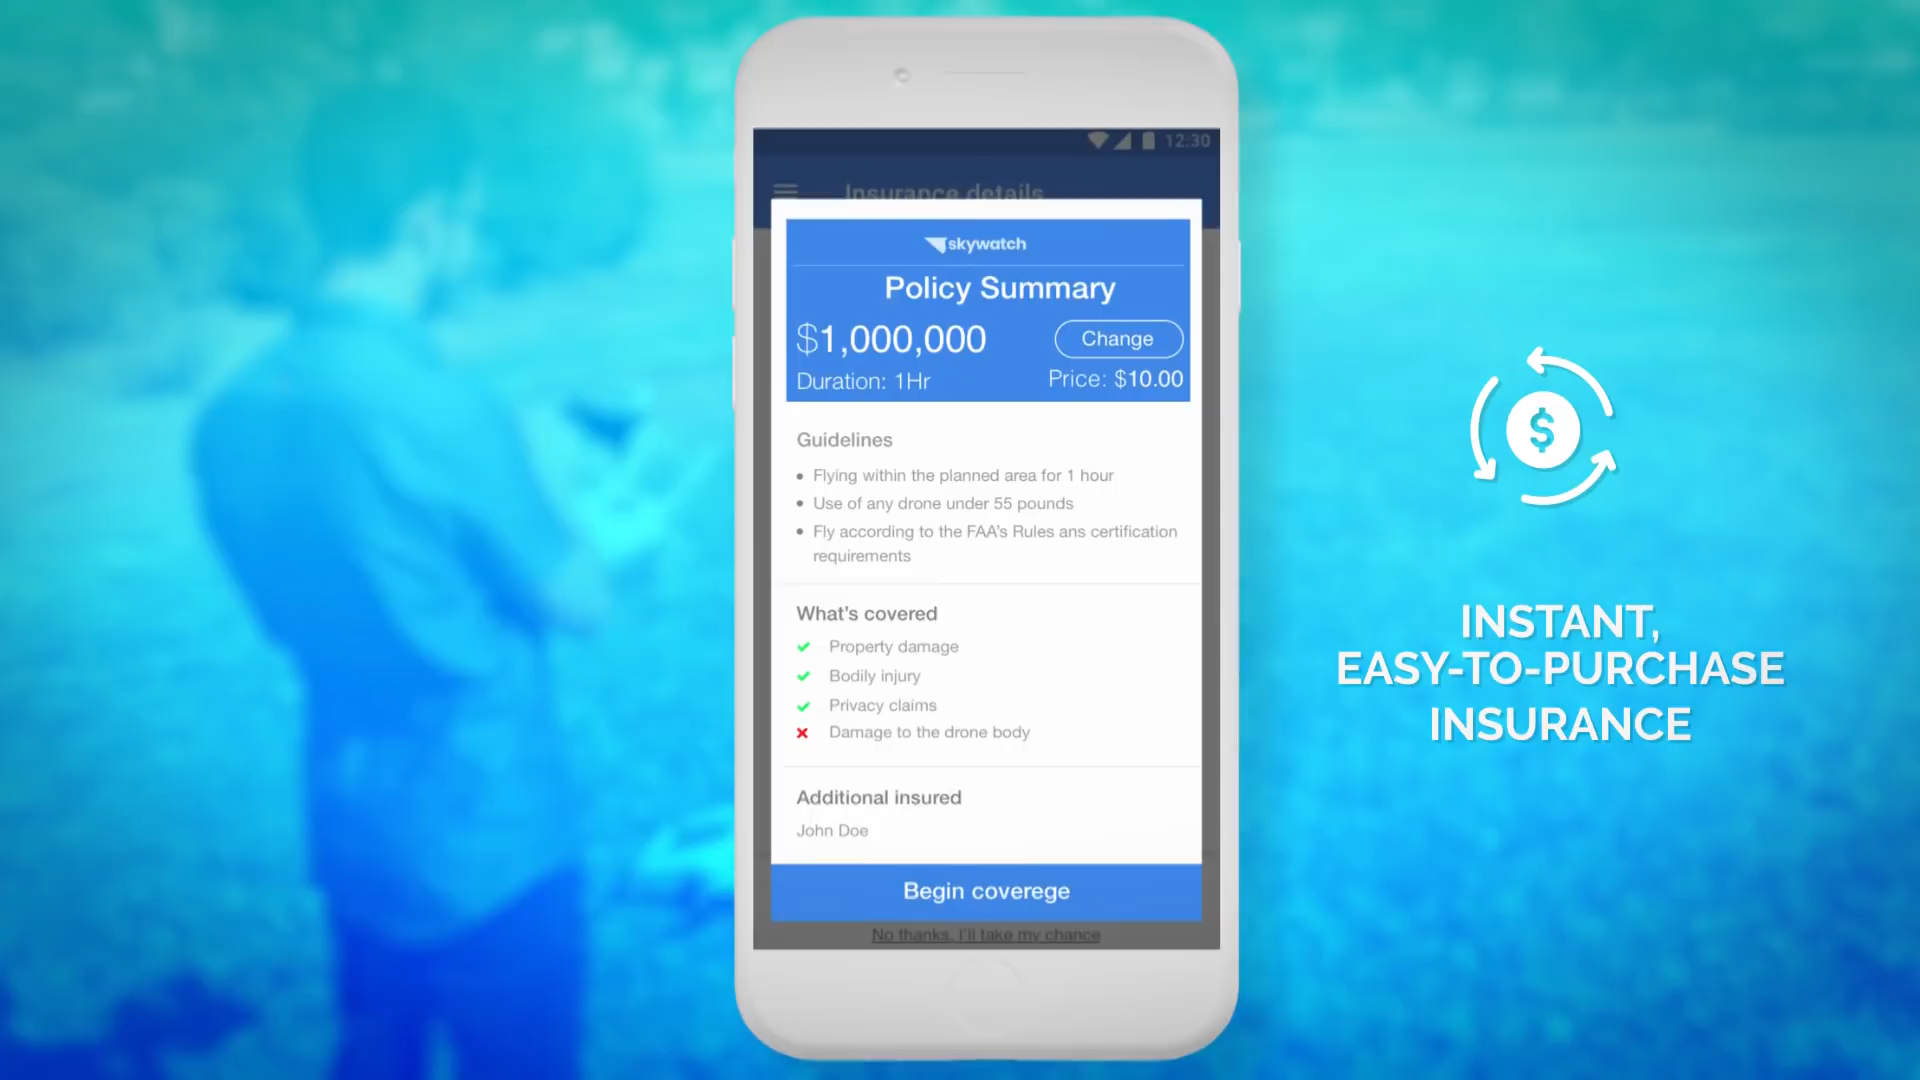 12:30
Insurance details
skywatch
Policy Summary
$1,000,000
Change
Duration: 1Hr
Price: $10.00
Guidelines
• Flying within the planned area for 1 hour
• Use of any drone under 55 pounds
• Fly according to the FAA's Rules ans certification
requirements
What's covered
Property damage
Bodily injury
Privacy claims
Damage to the drone body
Additional insured
John Doe
Begin coverege
No thanks, I'll take my chance
$
INSTANT,
EASY-TO-PURCHASE
INSURANCE